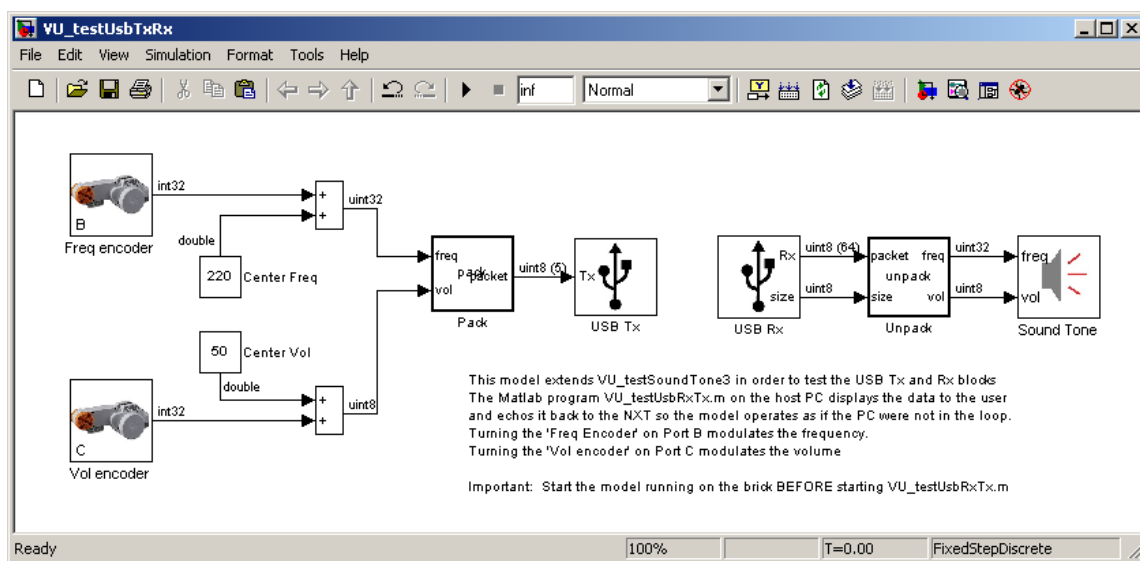 VU_testUsbTxRx
File Edit View Simulation Format Tools Help
inf Normal
B
int32
Freq encoder
double
220
Center Freq
+
+
uint32
50
Center Vol
double
C
int32
Vol encoder
+
+
uint8
freq
vol
pack
packet
Pack
uint8 (5)
Tx
USB Tx
Rx
size
USB Rx
uint8 (64)
uint8
packet freq
unpack
size vol
Unpack
uint32
uint8
freq
vol
Sound Tone
This model extends VU_testSoundTone3 in order to test the USB Tx and Rx blocks
The Matlab program VU_testUsbRxTx.m on the host PC displays the data to the user
and echos it back to the NXT so the model operates as if the PC were not in the loop.
Turning the 'Freq Encoder' on Port B modulates the frequency.
Turning the 'Vol encoder' on Port C modulates the volume
Important: Start the model running on the brick BEFORE starting VU_testUsbRxTx.m
Ready 100% T=0.00 FixedStepDiscrete